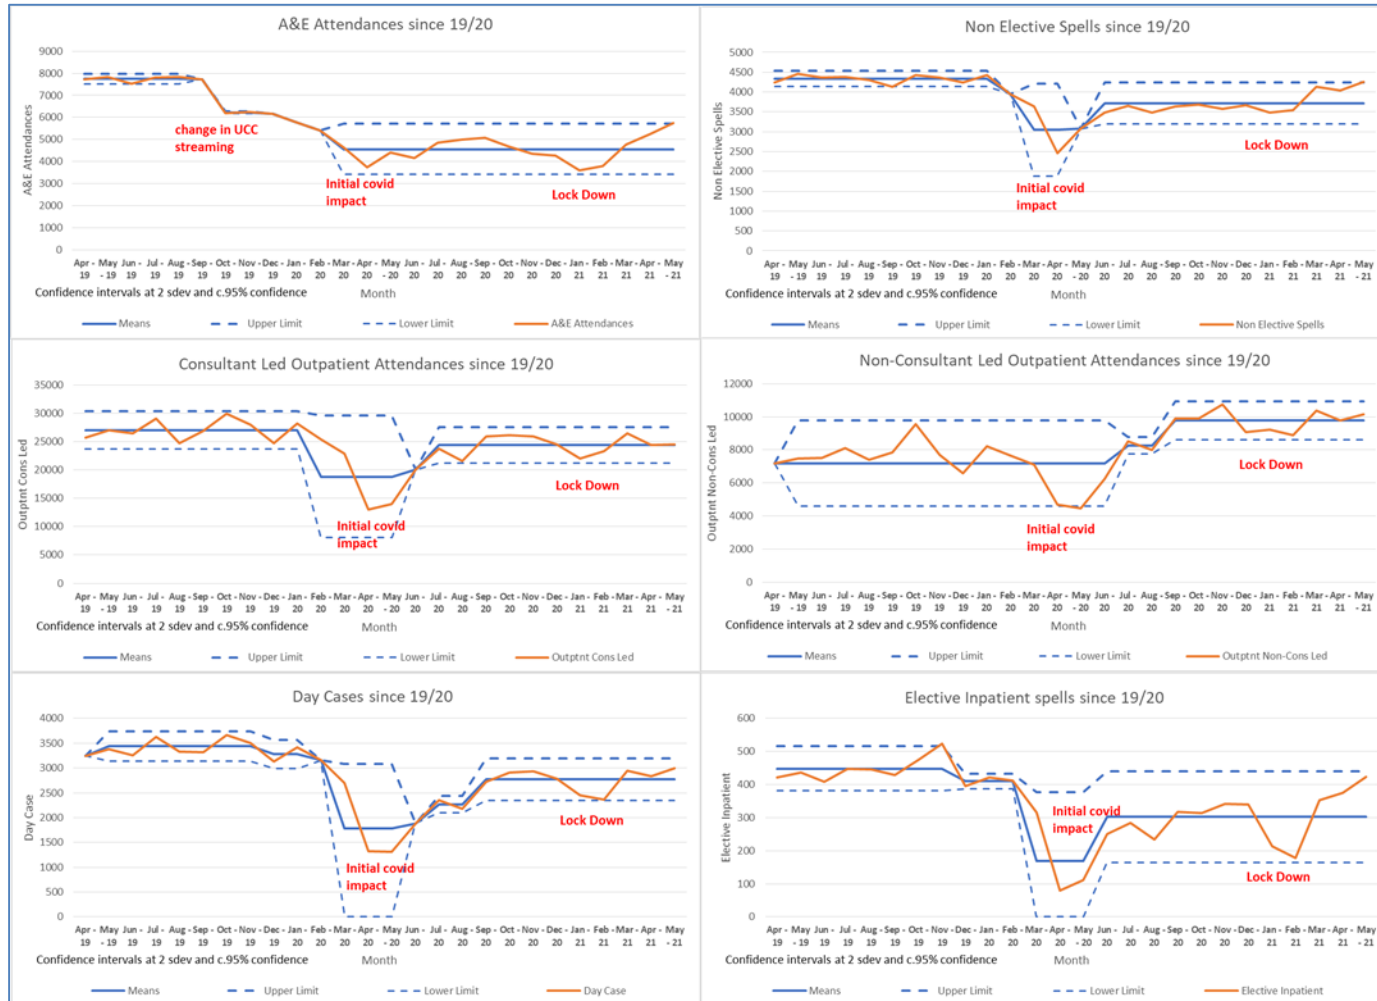 A&E Attendances since 19/20
9000
8000
7000
6000
5000
4000
3000
2000
1000
0
A&E Attendances
change in UCC
streaming
Initial covid
impact
Lock Down
Apr - May Jun - Jul - Aug - Sep - Oct - Nov - Dec - Jan - Feb - Mar - Apr - May Jun - Jul - Aug - Sep - Oct - Nov - Dec - Jan - Feb - Mar - Apr - May
19 - 19 19 19 19 19 19 19 19 20 20 20 20 - 20 20 20 20 20 20 20 20 21 21 21 21 - 21
Confidence intervals at 2 sdev and c.95% confidence
Month
Means Upper Limit Lower Limit A&E Attendances
Non Elective Spells since 19/20
5000
4500
4000
3500
3000
2500
2000
1500
1000
500
0
Non Elective Spells
Initial covid
impact
Lock Down
Apr - May Jun - Jul - Aug - Sep - Oct - Nov - Dec - Jan - Feb - Mar - Apr - May Jun - Jul - Aug - Sep - Oct - Nov - Dec - Jan - Feb - Mar - Apr - May
19 - 19 19 19 19 19 19 19 19 20 20 20 20 - 20 20 20 20 20 20 20 20 21 21 21 21 - 21
Confidence intervals at 2 sdev and c.95% confidence
Month
Means Upper Limit Lower Limit Non Elective Spells
Consultant Led Outpatient Attendances since 19/20
35000
30000
25000
20000
15000
10000
5000
0
Outptnt Cons Led
Initial covid
impact
Lock Down
Apr - May Jun - Jul - Aug - Sep - Oct - Nov - Dec - Jan - Feb - Mar - Apr - May Jun - Jul - Aug - Sep - Oct - Nov - Dec - Jan - Feb - Mar - Apr - May
19 - 19 19 19 19 19 19 19 19 20 20 20 20 - 20 20 20 20 20 20 20 20 21 21 21 21 - 21
Confidence intervals at 2 sdev and c.95% confidence
Month
Means Upper Limit Lower Limit Outptnt Cons Led
Non-Consultant Led Outpatient Attendances since 19/20
12000
10000
8000
6000
4000
2000
0
Outptnt Non-Cons Led
Initial covid
impact
Lock Down
Apr - May Jun - Jul - Aug - Sep - Oct - Nov - Dec - Jan - Feb - Mar - Apr - May Jun - Jul - Aug - Sep - Oct - Nov - Dec - Jan - Feb - Mar - Apr - May
19 - 19 19 19 19 19 19 19 19 20 20 20 20 - 20 20 20 20 20 20 20 20 21 21 21 21 - 21
Confidence intervals at 2 sdev and c.95% confidence
Month
Means Upper Limit Lower Limit Outptnt Non-Cons Led
Day Cases since 19/20
4000
3500
3000
2500
2000
1500
1000
500
0
Day Case
Initial covid
impact
Lock Down
Apr - May Jun - Jul - Aug - Sep - Oct - Nov - Dec - Jan - Feb - Mar - Apr - May Jun - Jul - Aug - Sep - Oct - Nov - Dec - Jan - Feb - Mar - Apr - May
19 - 19 19 19 19 19 19 19 19 20 20 20 20 - 20 20 20 20 20 20 20 20 21 21 21 21 - 21
Confidence intervals at 2 sdev and c.95% confidence
Month
Means Upper Limit Lower Limit Day Case
Elective Inpatient spells since 19/20
600
500
400
300
200
100
0
Elective Inpatient
Initial covid
impact
Lock Down
Apr - May Jun - Jul - Aug - Sep - Oct - Nov - Dec - Jan - Feb - Mar - Apr - May Jun - Jul - Aug - Sep - Oct - Nov - Dec - Jan - Feb - Mar - Apr - May
19 - 19 19 19 19 19 19 19 19 20 20 20 20 - 20 20 20 20 20 20 20 20 21 21 21 21 - 21
Confidence intervals at 2 sdev and c.95% confidence
Month
Means Upper Limit Lower Limit Elective Inpatient